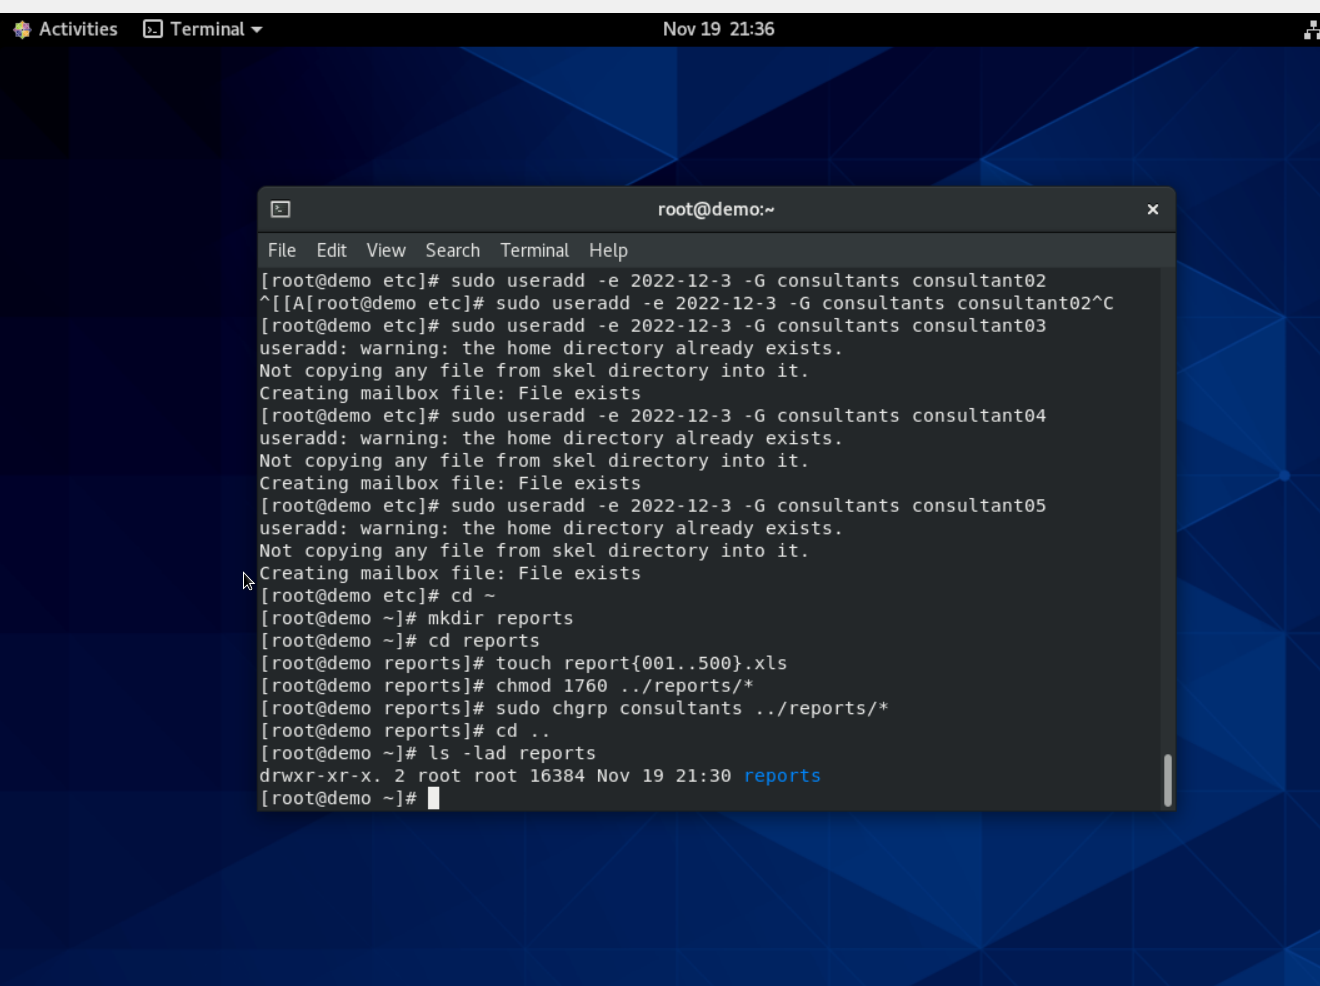 Activities
Terminal
Nov 19 21:36
root@demo:~
File Edit View Search Terminal Help
[root@demo etc]# sudo useradd -e 2022-12-3 -G consultants consultant02
^[[A[root@demo etc]# sudo useradd -e 2022-12-3 -G consultants consultant02^C
[root@demo etc]# sudo useradd -e 2022-12-3 -G consultants consultant03
useradd: warning: the home directory already exists.
Not copying any file from skel directory into it.
Creating mailbox file: File exists
[root@demo etc]# sudo useradd -e 2022-12-3 -G consultants consultant04
useradd: warning: the home directory already exists.
Not copying any file from skel directory into it.
Creating mailbox file: File exists
[root@demo etc]# sudo useradd -e 2022-12-3 -G consultants consultant05
useradd: warning: the home directory already exists.
Not copying any file from skel directory into it.
Creating mailbox file: File exists
[root@demo etc]# cd ~
[root@demo ~]# mkdir reports
[root@demo ~]# cd reports
[root@demo reports]# touch report{001..500}.xls
[root@demo reports]# chmod 1760 ../reports/*
[root@demo reports]# sudo chgrp consultants ../reports/*
[root@demo reports]# cd ..
[root@demo ~]# ls -lad reports
drwxr-xr-x. 2 root root 16384 Nov 19 21:30 reports
[root@demo ~]#